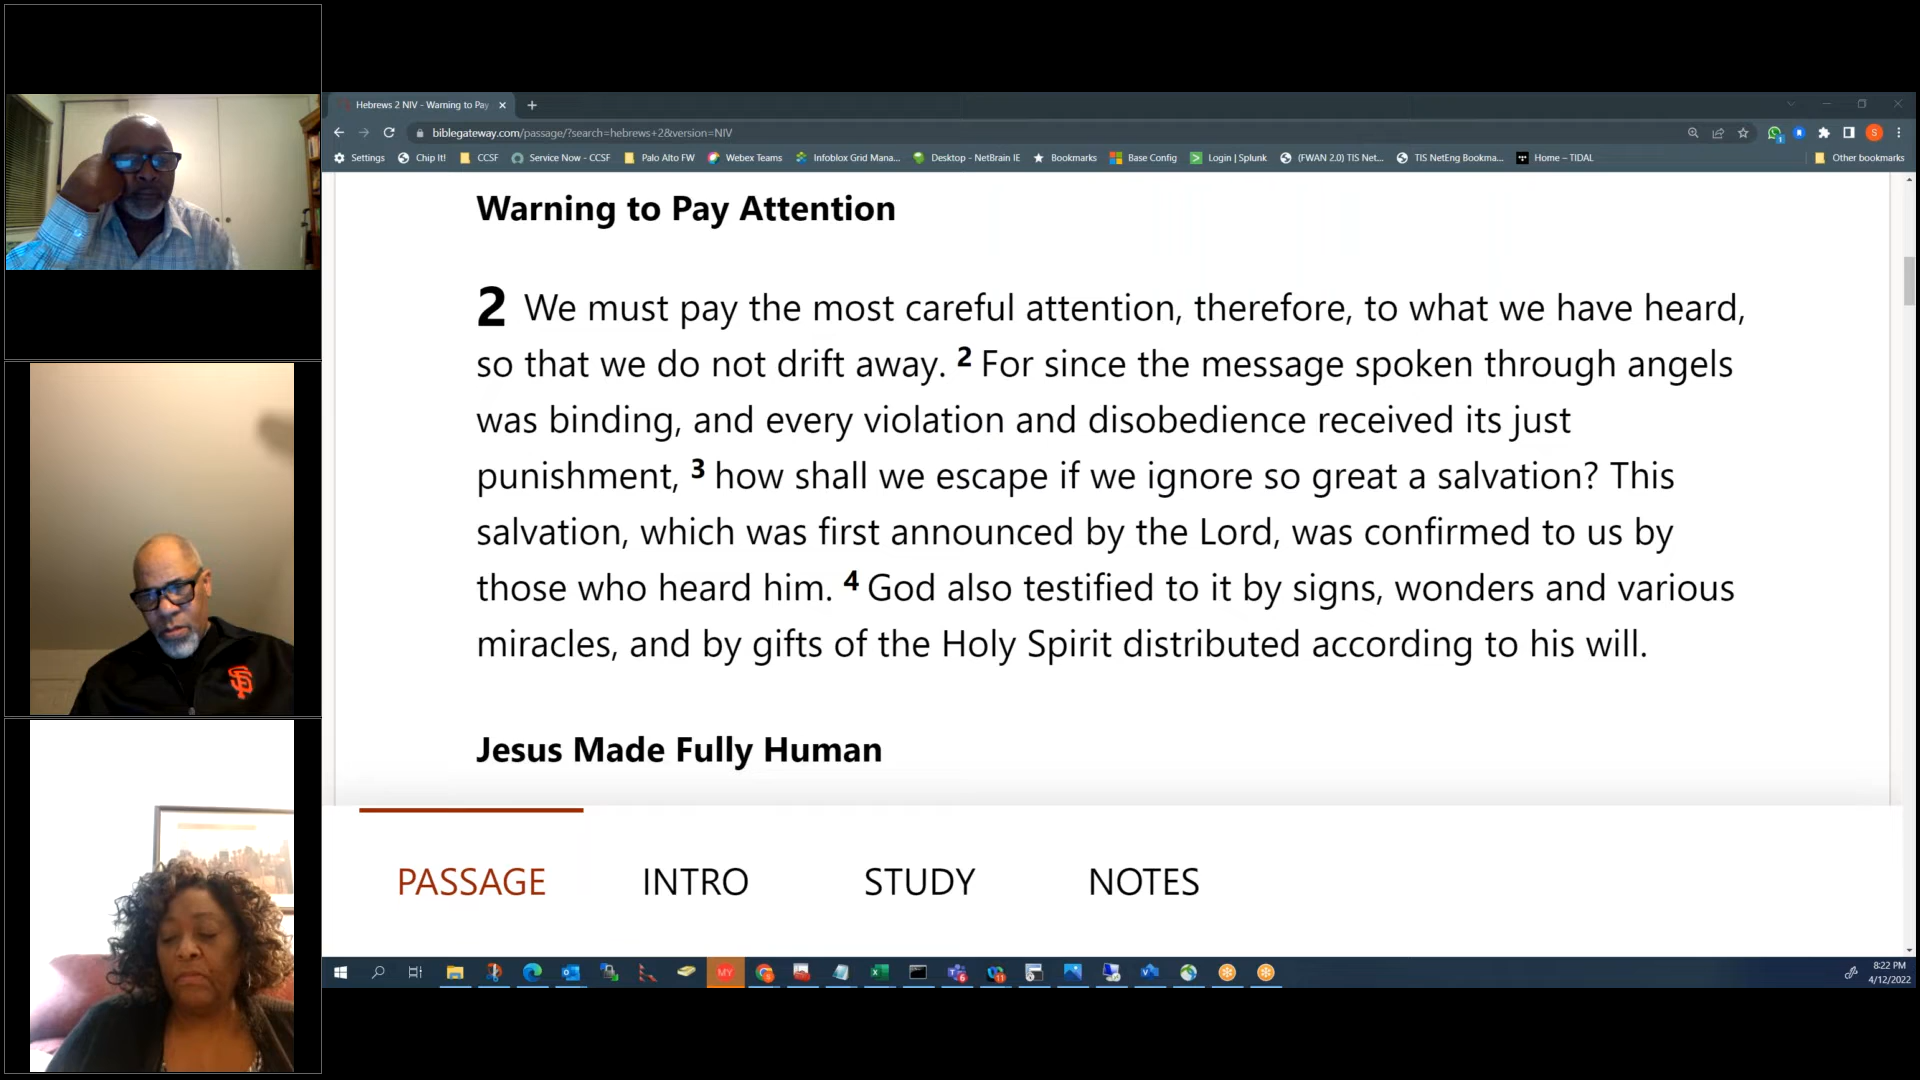 Hebrews 2 NIV - Warning to Pay
biblegateway.com/passage/?search=hebrews+2&version=NIV
Settings Chip It! CCSF Service Now - CCSF Palo Alto FW Webex Teams Infoblox Grid Mana... Desktop - NetBrain IE Bookmarks Base Config Login | Splunk (FWAN 2.0) TIS Net... TIS NetEng Bookma... Home – TIDAL Other bookmarks
Warning to Pay Attention
2 We must pay the most careful attention, therefore, to what we have heard,
so that we do not drift away. 2 For since the message spoken through angels
was binding, and every violation and disobedience received its just
punishment, 3 how shall we escape if we ignore so great a salvation? This
salvation, which was first announced by the Lord, was confirmed to us by
those who heard him. 4 God also testified to it by signs, wonders and various
miracles, and by gifts of the Holy Spirit distributed according to his will.
Jesus Made Fully Human
PASSAGE INTRO STUDY NOTES
MY
8:22 PM
4/12/2022
SF